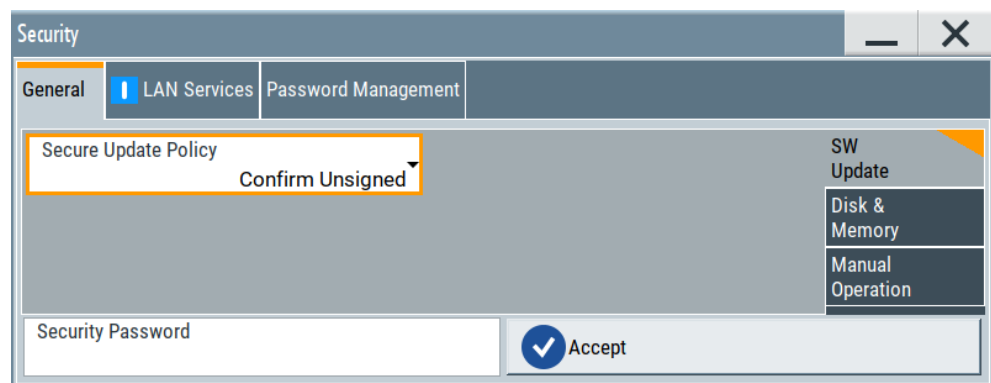 Security
General
LAN Services
Password Management
Secure Update Policy
Confirm Unsigned
SW
Update
Disk &
Memory
Manual
Operation
Security Password
Accept